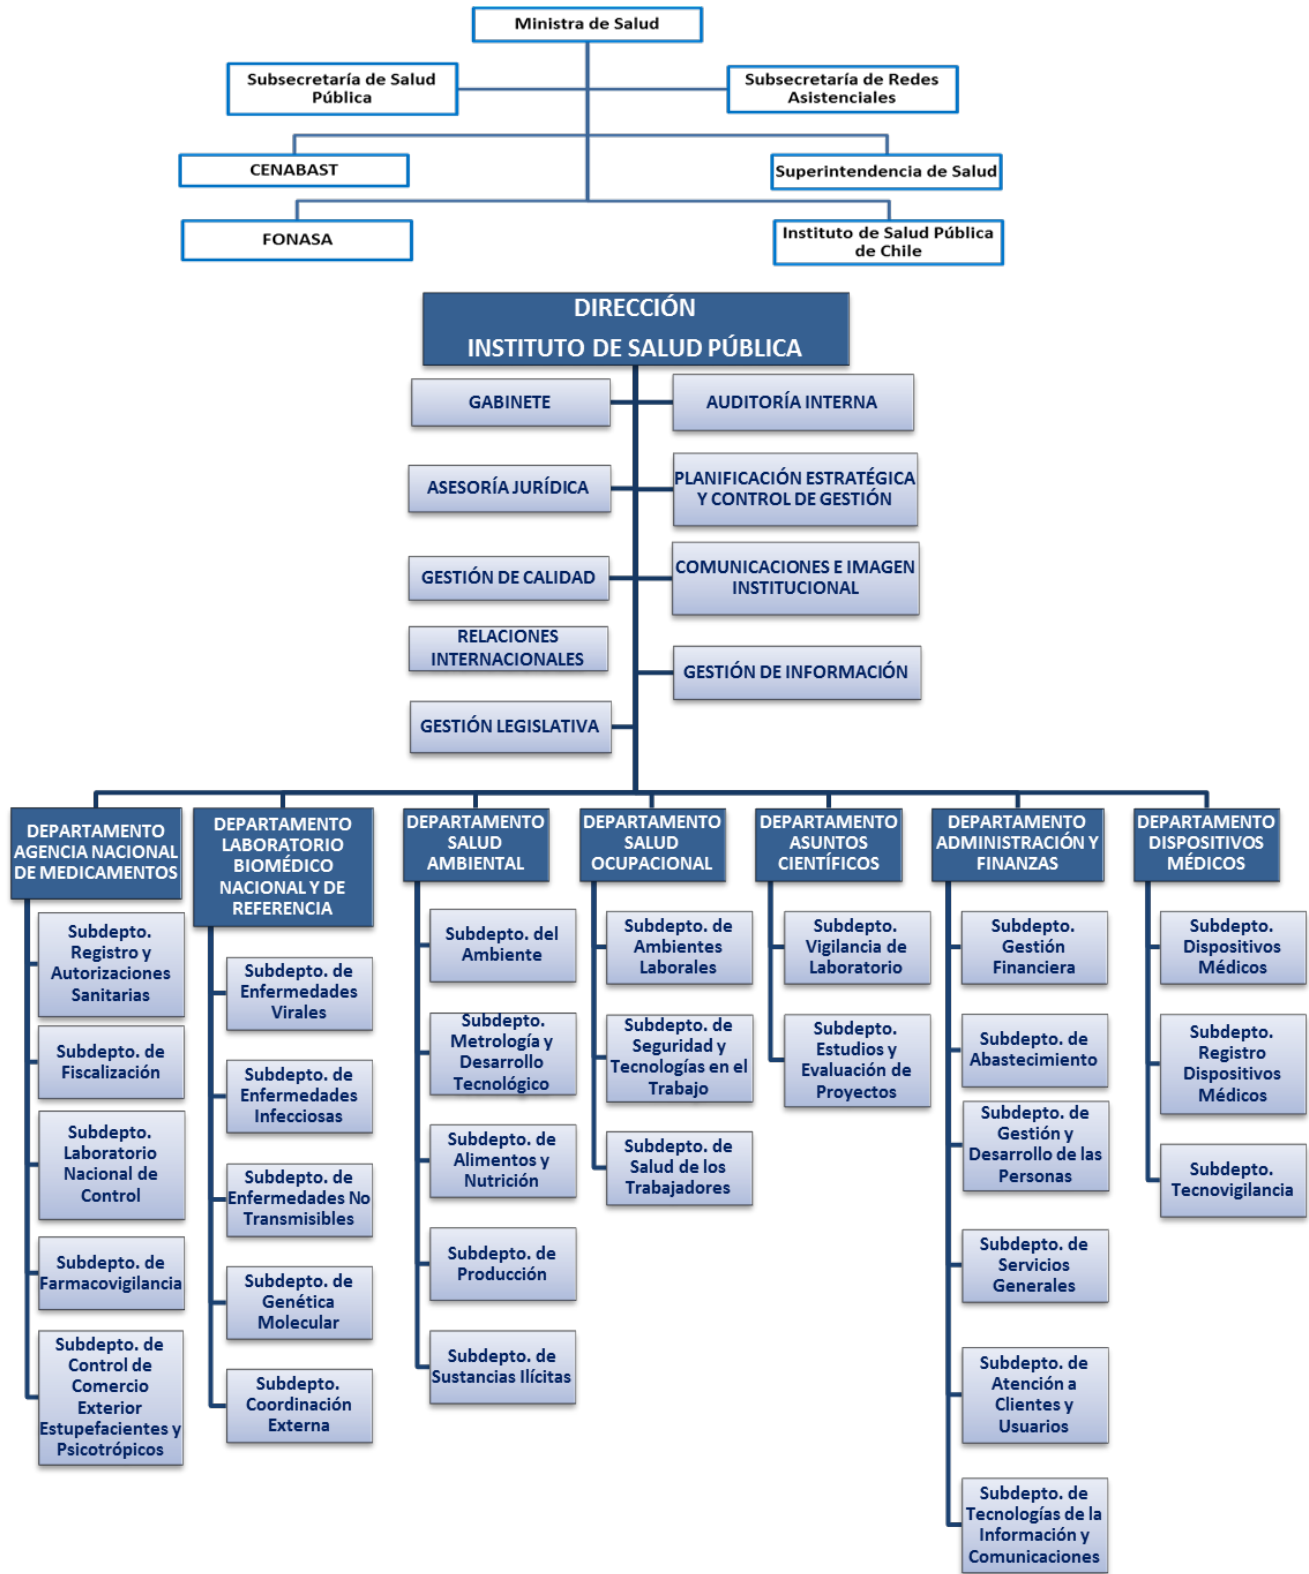 Ministra de Salud
Subsecretaría de Salud
Pública
Subsecretaría de Redes
Asistenciales
CENABAST
Superintendencia de Salud
FONASA
Instituto de Salud Pública
de Chile
DIRECCIÓN
INSTITUTO DE SALUD PÚBLICA
GABINETE
AUDITORÍA INTERNA
ASESORÍA JURÍDICA
PLANIFICACIÓN ESTRATÉGICA
Y CONTROL DE GESTIÓN
GESTIÓN DE CALIDAD
COMUNICACIONES E IMAGEN
INSTITUCIONAL
RELACIONES
INTERNACIONALES
GESTIÓN DE INFORMACIÓN
GESTIÓN LEGISLATIVA
DEPARTAMENTO
AGENCIA NACIONAL
DE MEDICAMENTOS
Subdepto.
Registro y
Autorizaciones
Sanitarias
Subdepto. de
Fiscalización
Subdepto.
Laboratorio
Nacional de
Control
Subdepto. de
Farmacovigilancia
Subdepto. de
Control de
Comercio
Exterior
Estupefacientes y
Psicotrópicos
DEPARTAMENTO
LABORATORIO
BIOMÉDICO
NACIONAL Y DE
REFERENCIA
Subdepto. de
Enfermedades
Virales
Subdepto. de
Enfermedades
Infecciosas
Subdepto. de
Enfermedades No
Transmisibles
Subdepto. de
Genética
Molecular
Subdepto.
Coordinación
Externa
DEPARTAMENTO
SALUD
AMBIENTAL
Subdepto. del
Ambiente
Subdepto.
Metrología y
Desarrollo
Tecnológico
Subdepto. de
Alimentos y
Nutrición
Subdepto. de
Producción
Subdepto. de
Sustancias Ilícitas
DEPARTAMENTO
SALUD
OCUPACIONAL
Subdepto. de
Ambientes
Laborales
Subdepto. de
Seguridad y
Tecnologías en el
Trabajo
Subdepto. de
Salud de los
Trabajadores
DEPARTAMENTO
ASUNTOS
CIENTÍFICOS
Subdepto.
Vigilancia de
Laboratorio
Subdepto.
Estudios y
Evaluación de
Proyectos
DEPARTAMENTO
ADMINISTRACIÓN Y
FINANZAS
Subdepto.
Gestión
Financiera
Subdepto. de
Abastecimiento
Subdepto. de
Gestión y
Desarrollo de las
Personas
Subdepto. de
Servicios
Generales
Subdepto. de
Atención a
Clientes y
Usuarios
Subdepto. de
Tecnologías de la
Información y
Comunicaciones
DEPARTAMENTO
DISPOSITIVOS
MÉDICOS
Subdepto.
Dispositivos
Médicos
Subdepto.
Registro
Dispositivos
Médicos
Subdepto.
Tecnovigilancia